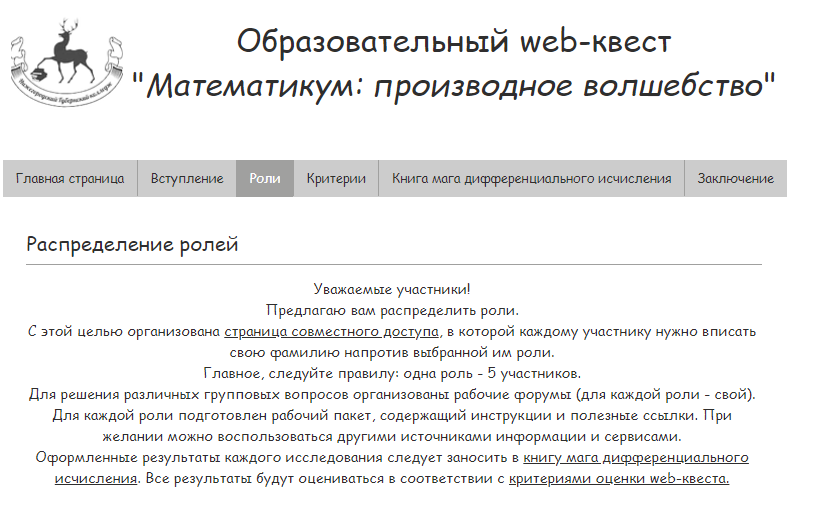 Образовательный web-квест
"Математикум: производное волшебство"
Нижегородский Губернский колледж
Главная страница
Вступление
Роли
Критерии
Книга мага дифференциального исчисления
Заключение
Распределение ролей
Уважаемые участники!
Предлагаю вам распределить роли.
С этой целью организована страница совместного доступа, в которой каждому участнику нужно вписать
свою фамилию напротив выбранной им роли.
Главное, следуйте правилу: одна роль - 5 участников.
Для решения различных групповых вопросов организованы рабочие форумы (для каждой роли - свой).
Для каждой роли подготовлен рабочий пакет, содержащий инструкции и полезные ссылки. При
желании можно воспользоваться другими источниками информации и сервисами.
Оформленные результаты каждого исследования следует заносить в книгу мага дифференциального
исчисления. Все результаты будут оцениваться в соответствии с критериями оценки web-квеста.